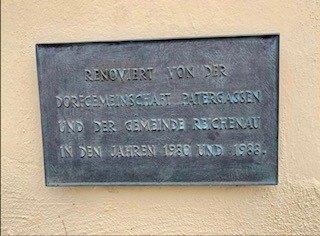 RENOVIERT VON DER
DORFGEMEINSCHAFT PATERGASSEN
UND DER GEMEINDE REICHENAU
IN DEN JAHREN 1980 UND 1988.